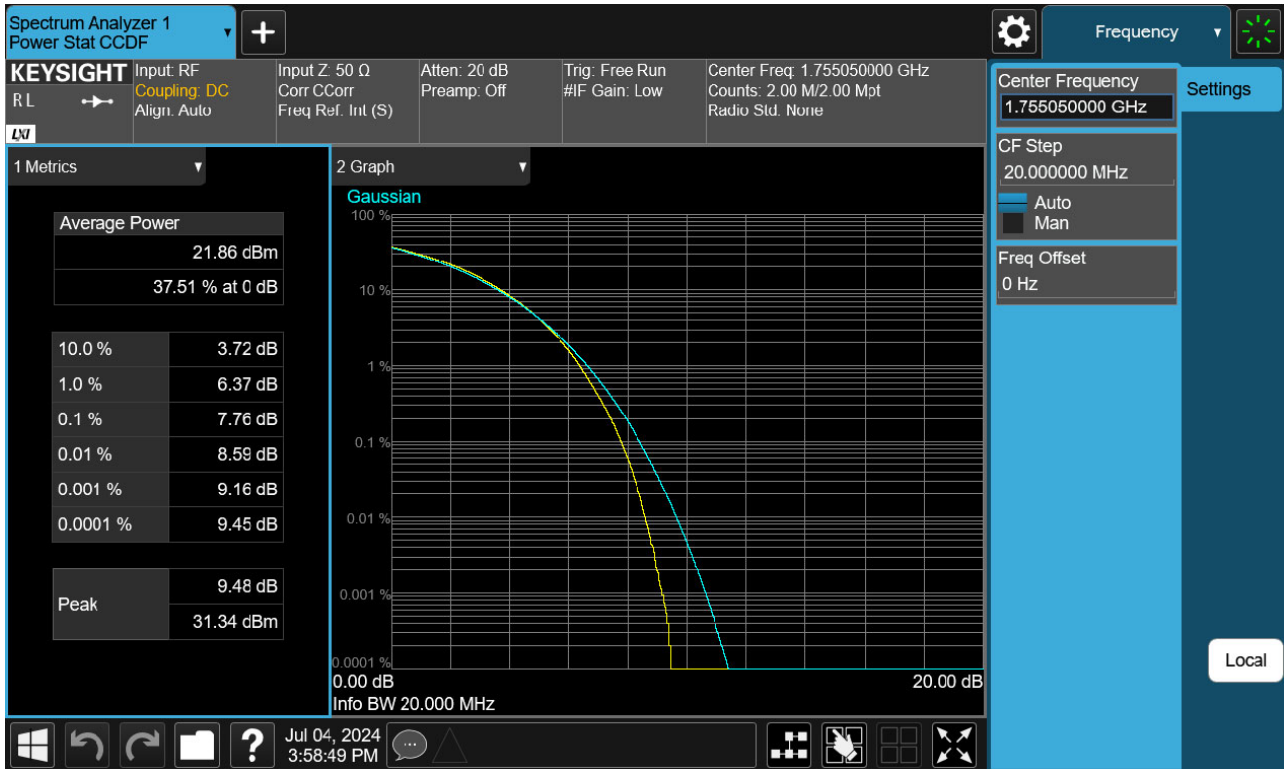 Spectrum Analyzer 1
Power Stat CCDF
+
Frequency
KEYSIGHT
R L
LXI
Input: RF
Coupling: DC
Align: Auto
Input Z: 50 Ω
Corr CCorr
Freq Ref: Int (S)
Atten: 20 dB
Preamp: Off
Trig: Free Run
#IF Gain: Low
Center Freq: 1.755050000 GHz
Counts: 2.00 M/2.00 Mpt
Radio Std: None
Center Frequency
1.755050000 GHz
Settings
CF Step
20.000000 MHz
Auto
Man
Freq Offset
0 Hz
Local
1 Metrics
Average Power
21.86 dBm
37.51 % at 0 dB
10.0 % 3.72 dB
1.0 % 6.37 dB
0.1 % 7.76 dB
0.01 % 8.59 dB
0.001 % 9.16 dB
0.0001 % 9.45 dB
Peak
9.48 dB
31.34 dBm
2 Graph
Gaussian
100 %
10 %
1 %
0.1 %
0.01 %
0.001 %
0.0001 %
0.00 dB
20.00 dB
Info BW 20.000 MHz
?
Jul 04, 2024
3:58:49 PM